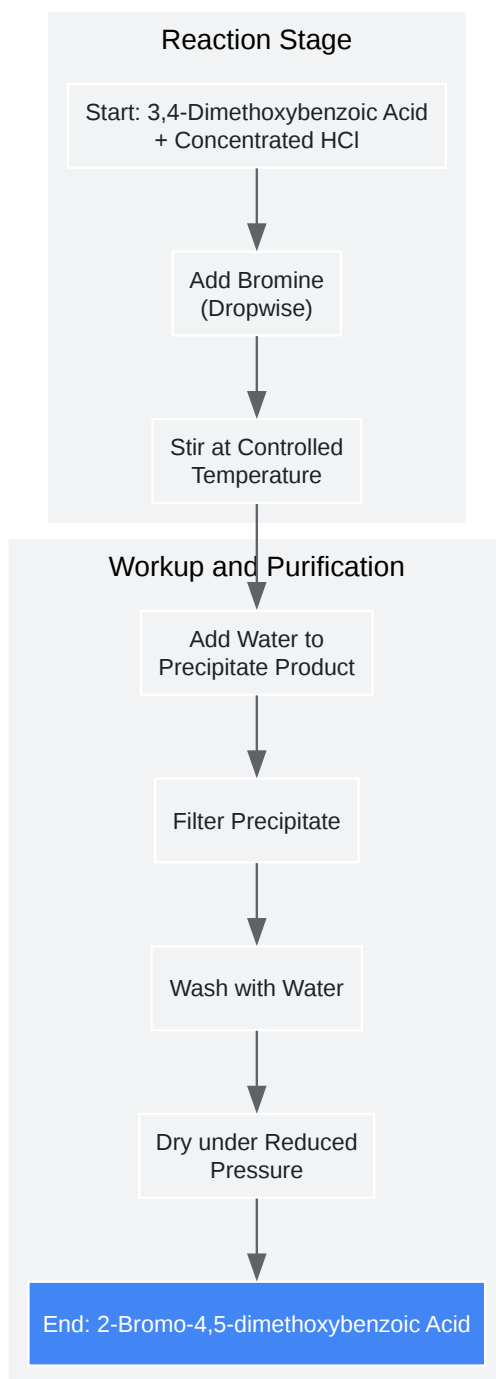 Reaction Stage
Start: 3,4-Dimethoxybenzoic Acid
+ Concentrated HCl
Add Bromine
(Dropwise)
Stir at Controlled
Temperature
Workup and Purification
Add Water to
Precipitate Product
Filter Precipitate
Wash with Water
Dry under Reduced
Pressure
End: 2-Bromo-4,5-dimethoxybenzoic Acid